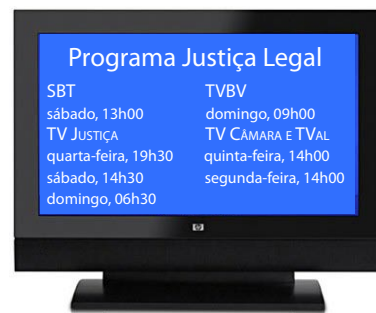 Programa Justiça Legal
SBT
sábado, 13h00
TV JUSTIÇA
quarta-feira, 19h30
sábado, 14h30
domingo, 06h30
TVBV
domingo, 09h00
TV CÂMARA E TVAL
quinta-feira, 14h00
segunda-feira, 14h00
hp